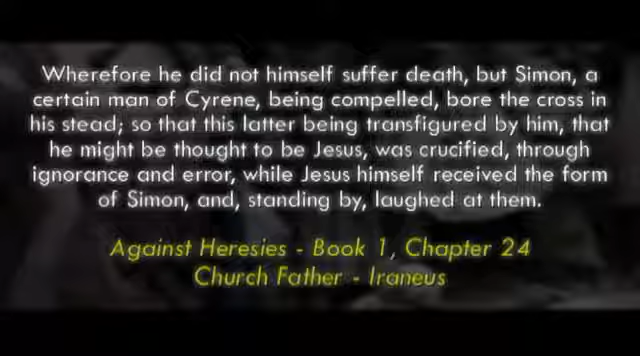 Wherefore he did not himself suffer death, but Simon, a
certain man of Cyrene, being compelled, bore the cross in
his stead; so that this latter being transfigured by him, that
he might be thought to be Jesus, was crucified, through
ignorance and error, while Jesus himself received the form
of Simon, and, standing by, laughed at them.
Against Heresies - Book 1, Chapter 24
Church Father - Iraneus